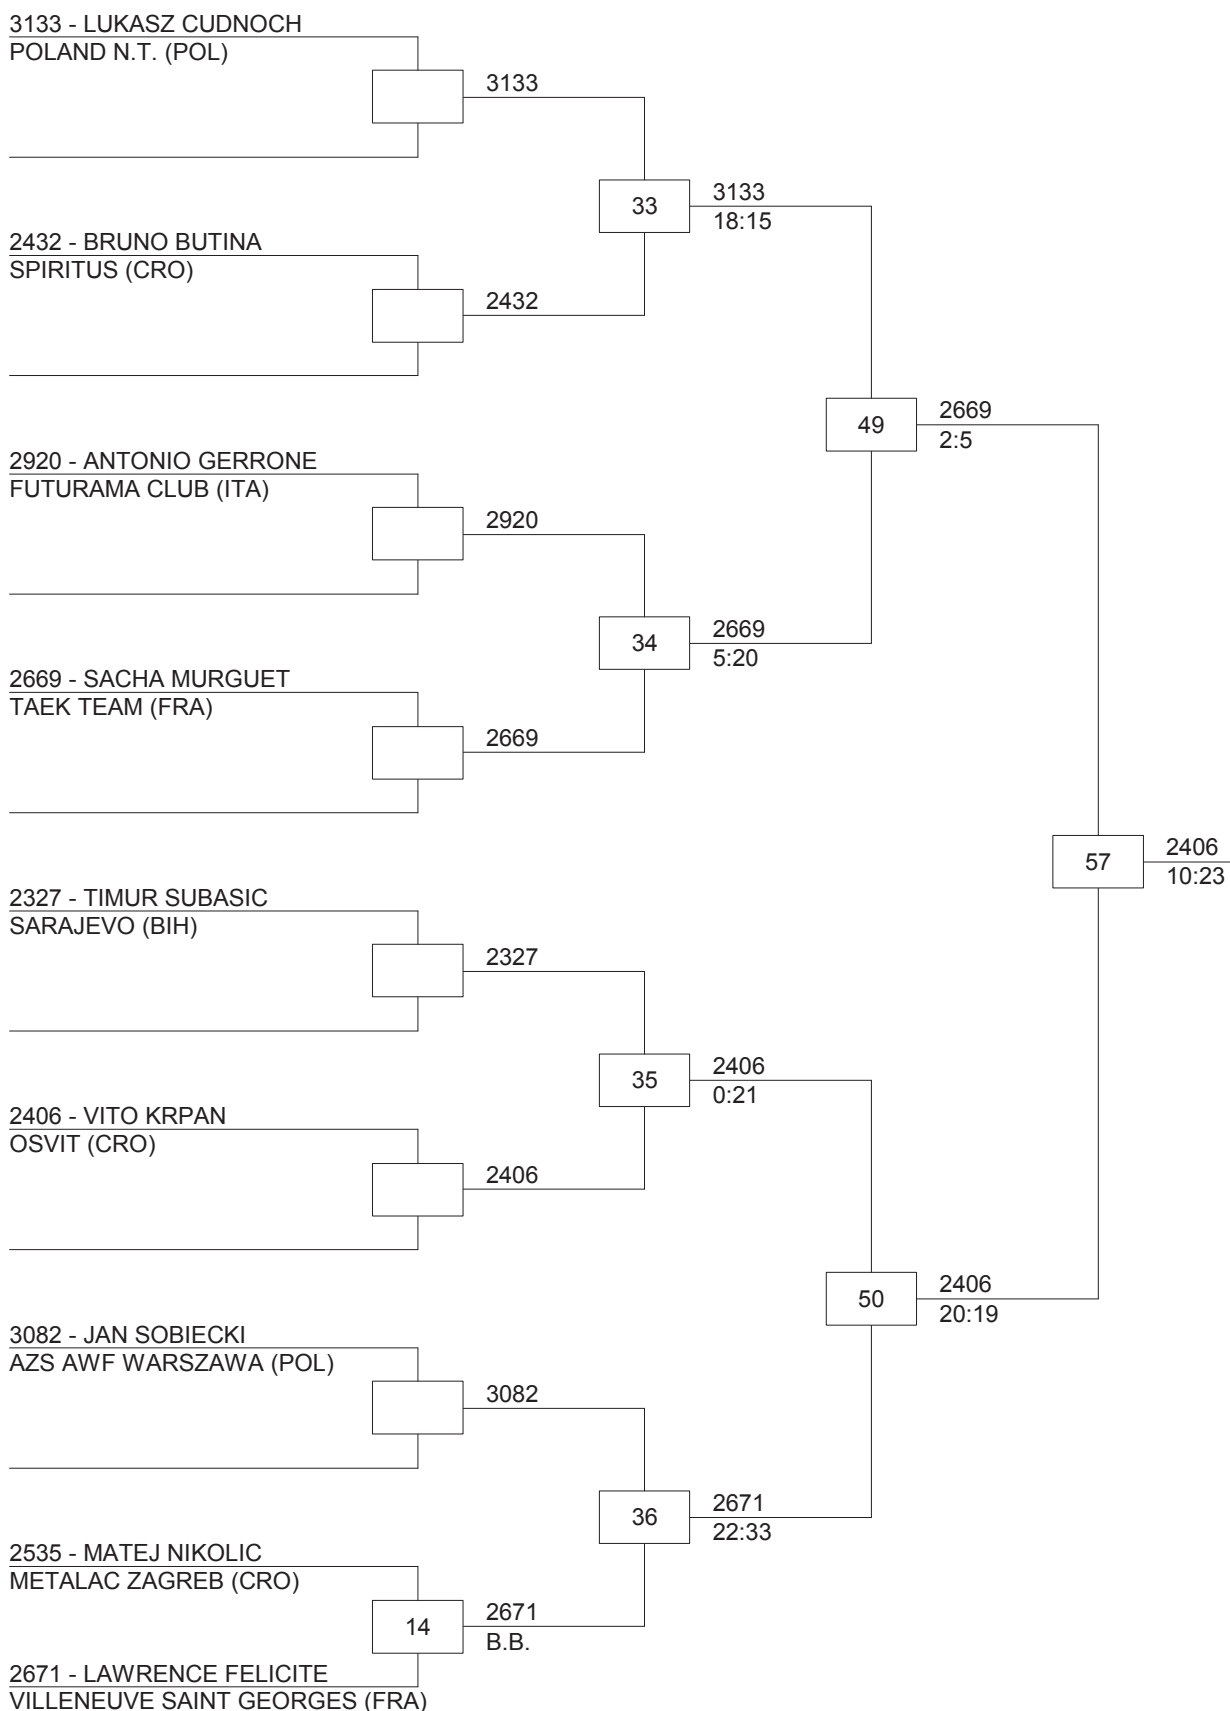 3133 - LUKASZ CUDNOCH
POLAND N.T. (POL)
3133
33
3133
18:15
2432 - BRUNO BUTINA
SPIRITUS (CRO)
2432
49
2669
2:5
2920 - ANTONIO GERRONE
FUTURAMA CLUB (ITA)
2920
34
2669
5:20
2669 - SACHA MURGUET
TAEK TEAM (FRA)
2669
57
2406
10:23
2327 - TIMUR SUBASIC
SARAJEVO (BIH)
2327
35
2406
0:21
2406 - VITO KRPAN
OSVIT (CRO)
2406
50
2406
20:19
3082 - JAN SOBIECKI
AZS AWF WARSZAWA (POL)
3082
36
2671
22:33
2535 - MATEJ NIKOLIC
METALAC ZAGREB (CRO)
14
2671
B.B.
2671 - LAWRENCE FELICITE
VILLENEUVE SAINT GEORGES (FRA)